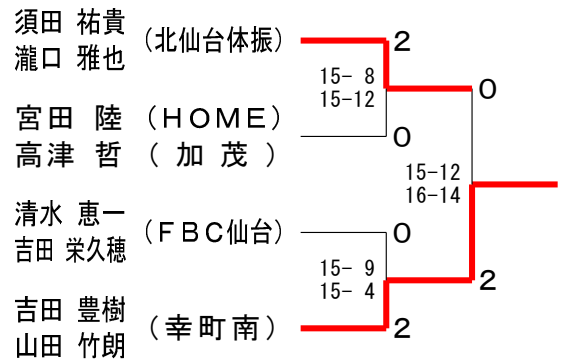 須田 祐貴 (北仙台体振) 2
瀧口 雅也
15- 8
15-12
0
宮田 陸 (HOME) 0
高津 哲 (加茂)
15-12
16-14
清水 恵一 (FBC仙台) 0
吉田 栄久穂
15- 9
15- 4
2
吉田 豊樹 (幸町南) 2
山田 竹朗